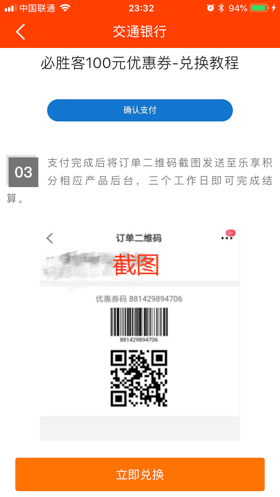 中国联通 23:32 94%
交通银行
必胜客100元优惠券-兑换教程
确认支付
03 支付完成后将订单二维码截图发送至乐享积
分相应产品后台，三个工作日即可完成结
算。
订单二维码
截图
优惠券码 881429894706
881429894706
立即兑换